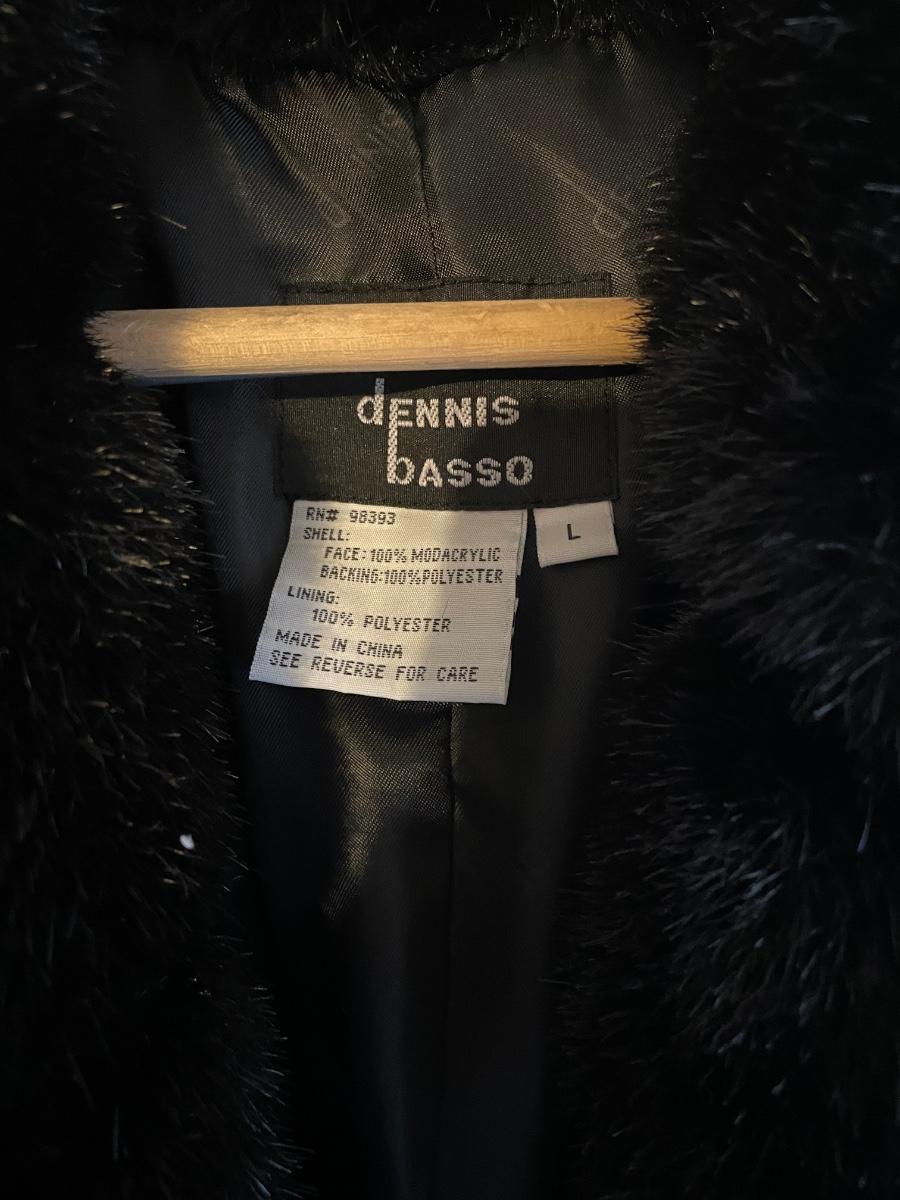 dENNIS
bASSO
RN# 98393
SHELL:
FACE:100% MODACRYLIC
BACKING:100%POLYESTER
LINING:
100% POLYESTER
MADE IN CHINA
SEE REVERSE FOR CARE
L